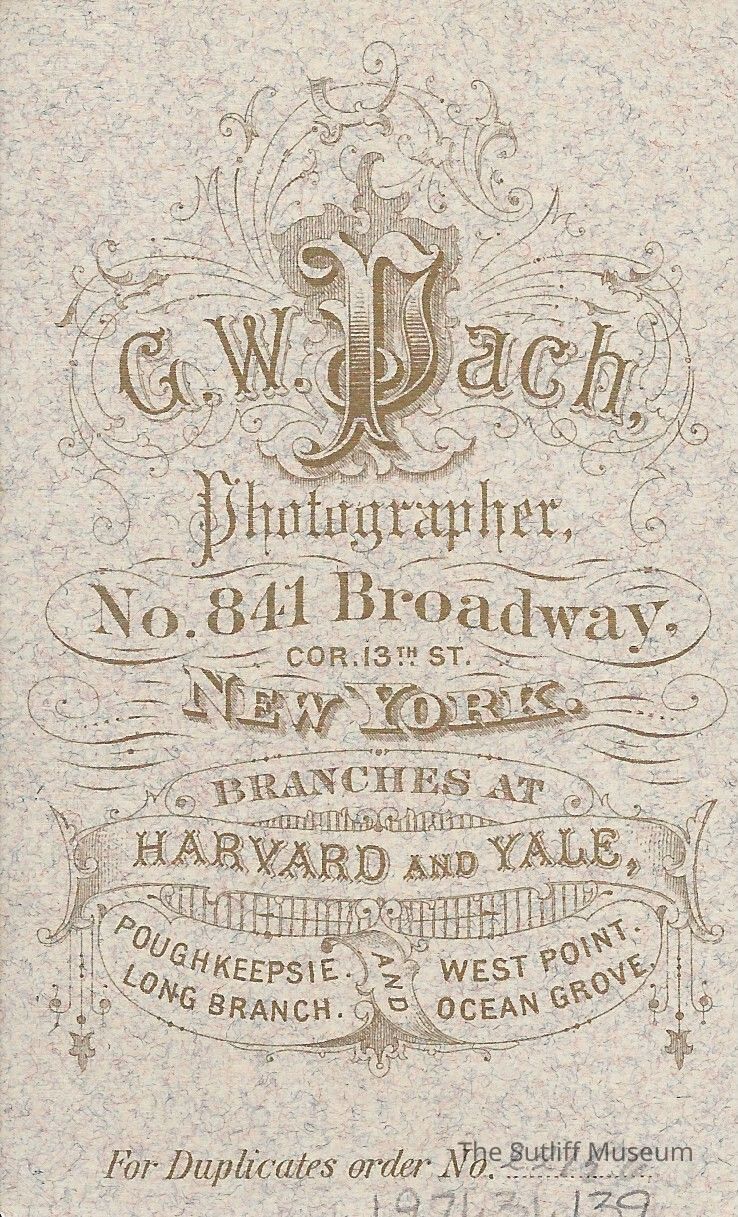 G. W. Pach,
Photographer,
No. 841 Broadway.
COR. 13TH ST.
NEW YORK.
BRANCHES AT
HARVARD AND YALE,
POUGHKEEPSIE. AND WEST POINT.
LONG BRANCH. OCEAN GROVE.
The Sutliff Museum
For Duplicates order No.
1971.31.139